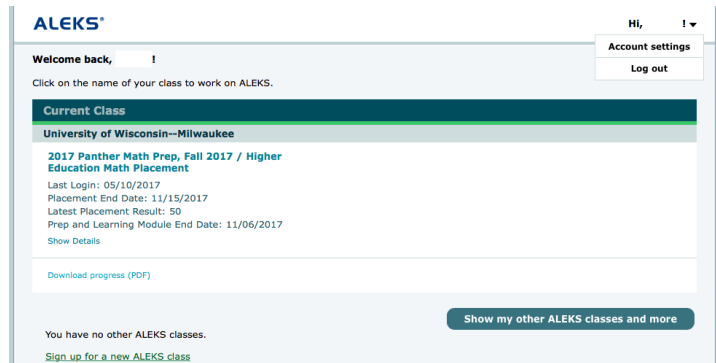 ALEKS®
Hi, !
Account settings
Log out
Welcome back, !
Click on the name of your class to work on ALEKS.
Current Class
University of Wisconsin--Milwaukee
2017 Panther Math Prep, Fall 2017 / Higher
Education Math Placement
Last Login: 05/10/2017
Placement End Date: 11/15/2017
Latest Placement Result: 50
Prep and Learning Module End Date: 11/06/2017
Show Details
Download progress (PDF)
Show my other ALEKS classes and more
You have no other ALEKS classes.
Sign up for a new ALEKS class